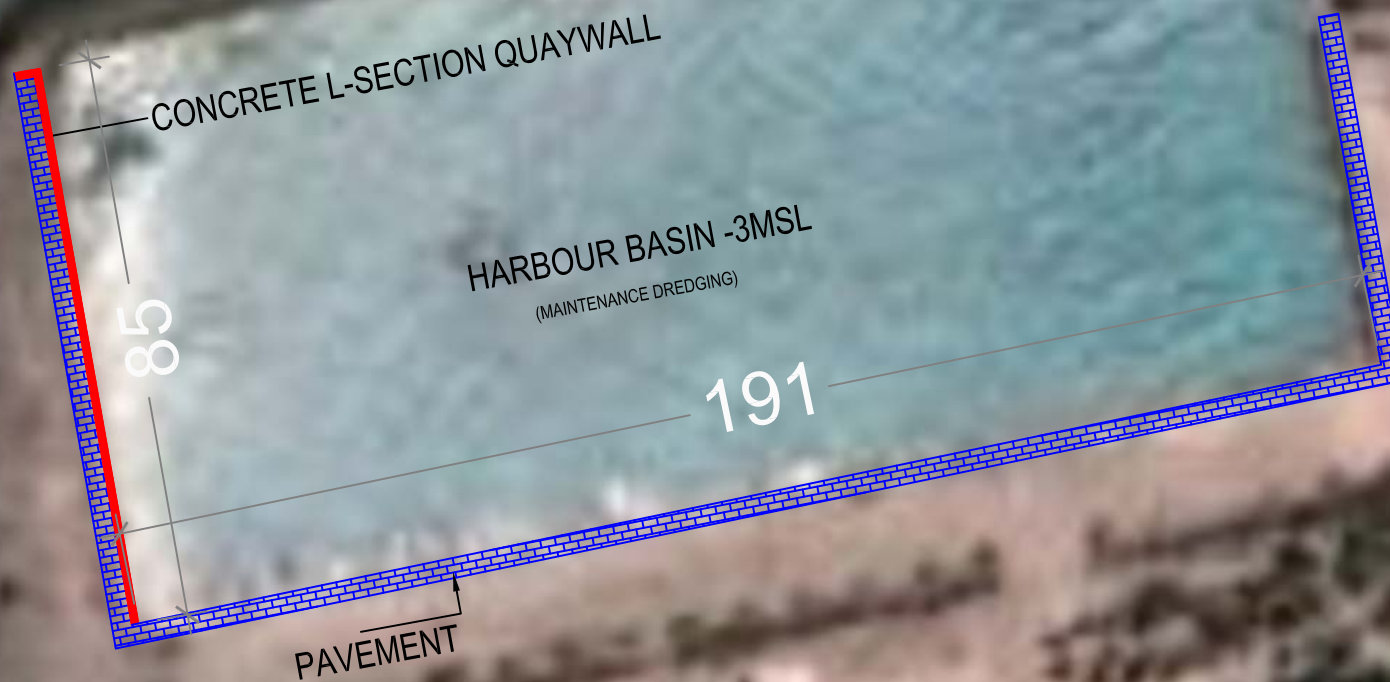 CONCRETE L-SECTION QUAYWALL
HARBOUR BASIN -3MSL
(MAINTENANCE DREDGING)
85
191
PAVEMENT